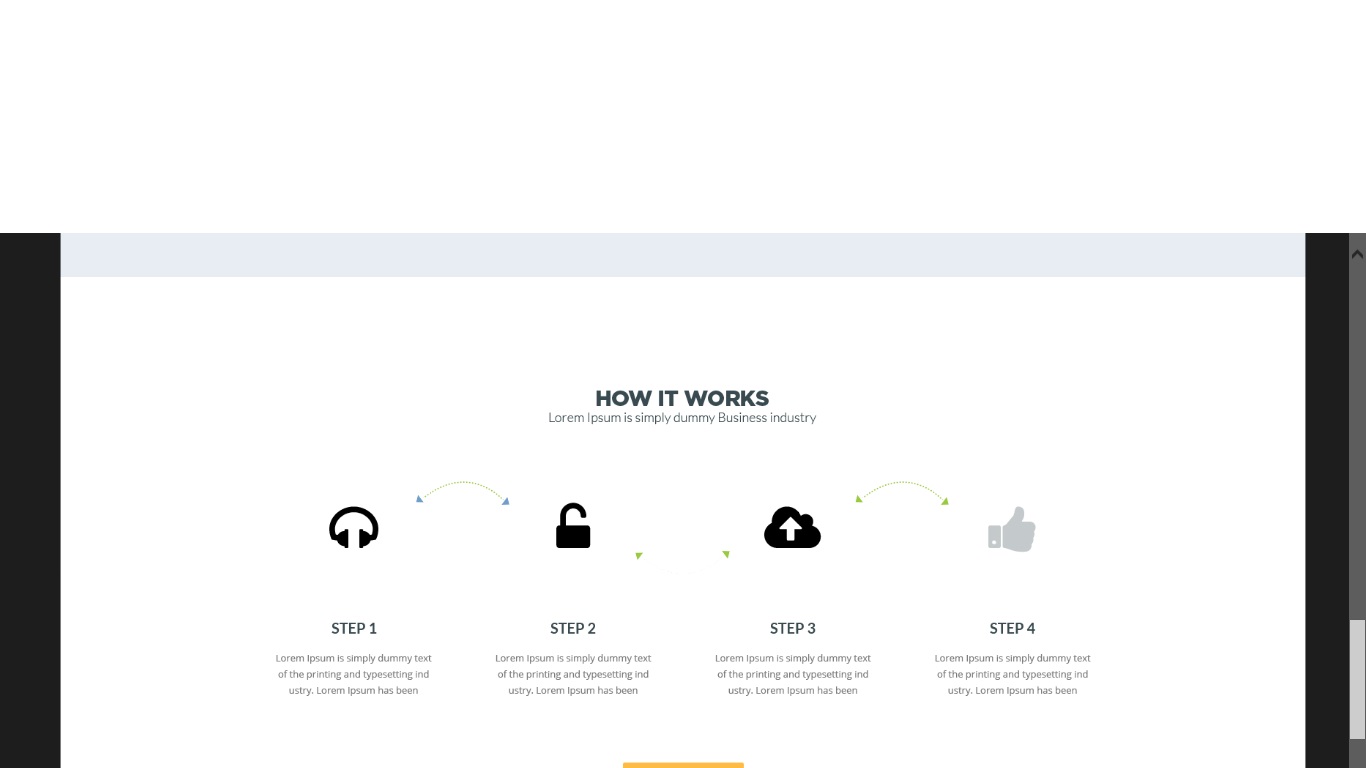 HOW IT WORKS
Lorem Ipsum is simply dummy Business industry
STEP 1
Lorem Ipsum is simply dummy text
of the printing and typesetting ind
ustry. Lorem Ipsum has been
STEP 2
Lorem Ipsum is simply dummy text
of the printing and typesetting ind
ustry. Lorem Ipsum has been
STEP 3
Lorem Ipsum is simply dummy text
of the printing and typesetting ind
ustry. Lorem Ipsum has been
STEP 4
Lorem Ipsum is simply dummy text
of the printing and typesetting ind
ustry. Lorem Ipsum has been